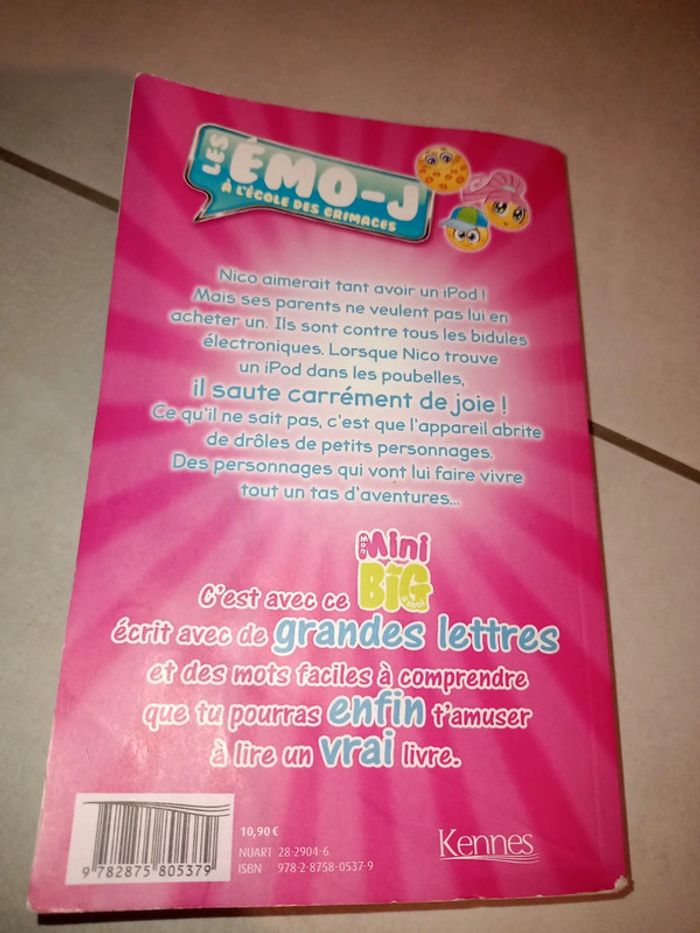 LES
ÉMO-J
À L'ÉCOLE DES GRIMACES
Nico aimerait tant avoir un iPod !
Mais ses parents ne veulent pas lui en
acheter un. Ils sont contre tous les bidules
électroniques. Lorsque Nico trouve
un iPod dans les poubelles,
il saute carrément de joie !
Ce qu'il ne sait pas, c'est que l'appareil abrite
de drôles de petits personnages.
Des personnages qui vont lui faire vivre
tout un tas d'aventures...
MON
Mini
BIG
à moi
C'est avec ce
écrit avec de grandes lettres
et des mots faciles à comprendre
que tu pourras enfin t'amuser
à lire un vrai livre.
10,90 €
NUART 28-2904-6
ISBN 978-2-8758-0537-9
9 782875 805379
Kennes